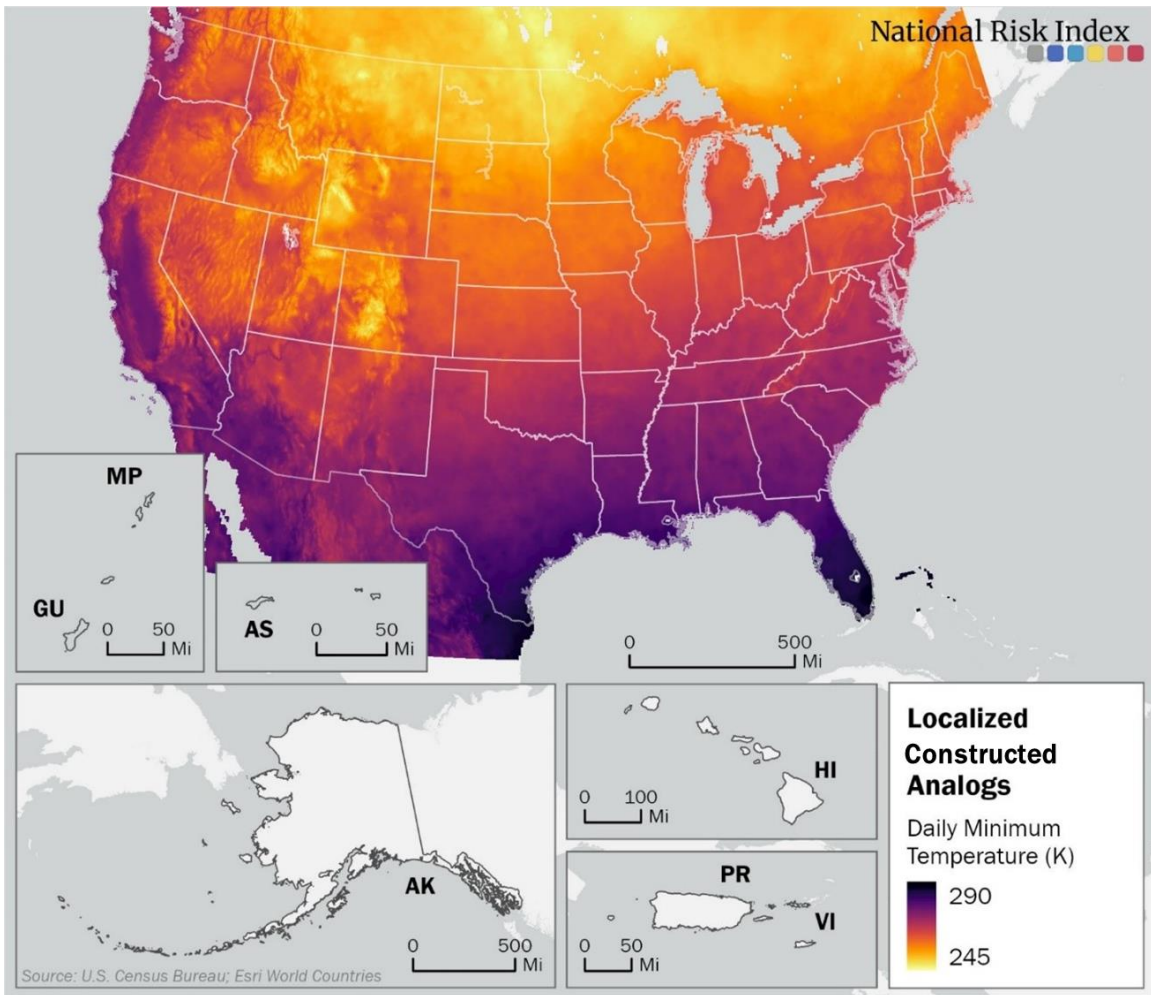 National Risk Index
MP
GU
0 50
Mi
AS
0 50
Mi
0 500
Mi
AK
0 500
Mi
Source: U.S. Census Bureau; Esri World Countries
HI
0 100
Mi
PR
VI
0 50
Mi
Localized
Constructed
Analogs
Daily Minimum
Temperature (K)
290
245